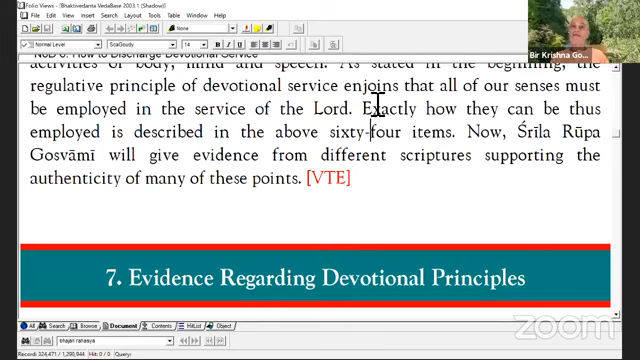 Folio Views - [Bhaktivedanta VedaBase 2003.1 (Shadow)]
File Edit View Search Layout Tools Window Help
None
Normal Level ScaGoudy 14
NoD 6: How to Discharge Devotional Service
activities of body, mind and speech. As stated in the beginning, the
regulative principle of devotional service enjoins that all of our senses must
be employed in the service of the Lord. Exactly how they can be thus
employed is described in the above sixty-four items. Now, Śrīla Rūpa
Gosvāmī will give evidence from different scriptures supporting the
authenticity of many of these points. [VTE]
7. Evidence Regarding Devotional Principles
All Search Browse Document Contents HitList Object
bhajan rahasya
Record: 324,471 / 1,298,944 Hit: 0 / 0 Query:
Bir Krishna Go...
zoom